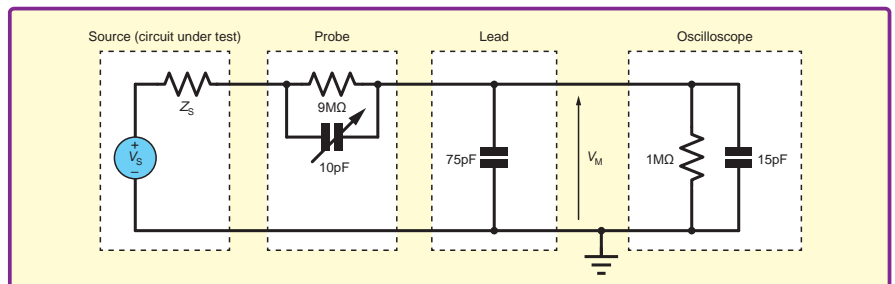 Source (circuit under test)
Probe
Lead
Oscilloscope
ZS
9MΩ
10pF
+
VS
–
75pF
VM
1MΩ
15pF